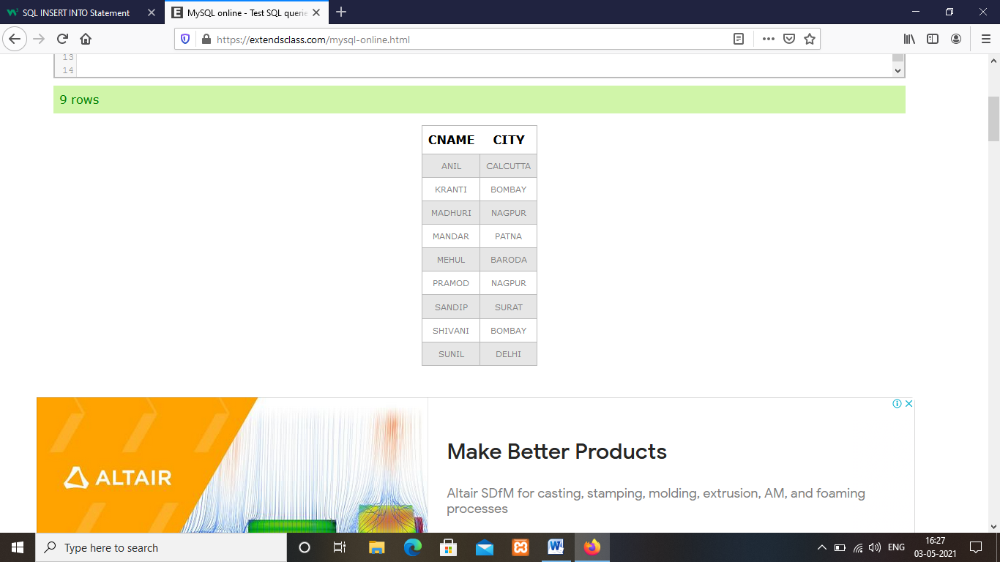 SQL INSERT INTO Statement
MySQL online - Test SQL querie
https://extendsclass.com/mysql-online.html
13
14
9 rows
CNAME CITY
ANIL CALCUTTA
KRANTI BOMBAY
MADHURI NAGPUR
MANDAR PATNA
MEHUL BARODA
PRAMOD NAGPUR
SANDIP SURAT
SHIVANI BOMBAY
SUNIL DELHI
ALTAIR
Make Better Products
Altair SDfM for casting, stamping, molding, extrusion, AM, and foaming
processes
Type here to search
ENG
16:27
03-05-2021